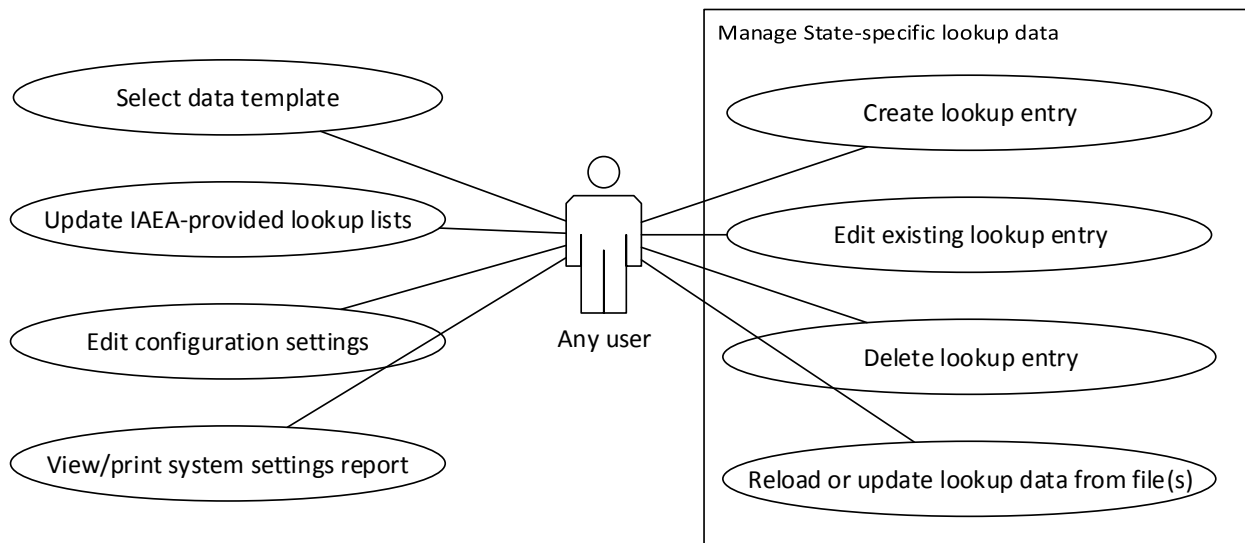 Manage State-specific lookup data
Select data template
Create lookup entry
Update IAEA-provided lookup lists
Edit existing lookup entry
Any user
Edit configuration settings
Delete lookup entry
View/print system settings report
Reload or update lookup data from file(s)